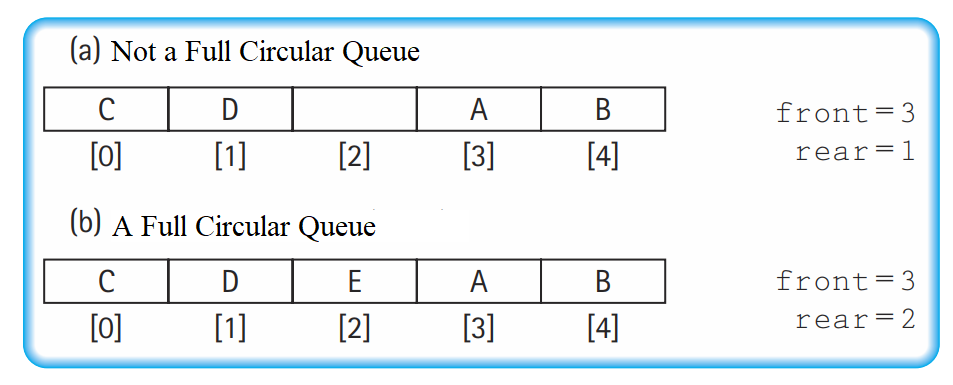 (a) Not a Full Circular Queue
C D A B front=3
[0] [1] [2] [3] [4] rear=1
(b) A Full Circular Queue
C D E A B front=3
[0] [1] [2] [3] [4] rear=2